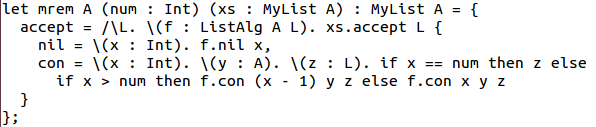 let mrem A (num : Int) (xs : MyList A) : MyList A = {
  accept = /\L. \(f : ListAlg A L). xs.accept L {
    nil = \(x : Int). f.nil x,
    con = \(x : Int). \(y : A). \(z : L). if x == num then z else
      if x > num then f.con (x - 1) y z else f.con x y z
  }
};